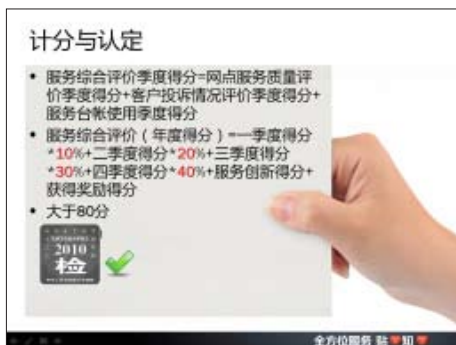 计分与认定
• 服务综合评价季度得分=网点服务质量评
价季度得分+客户投诉情况评价季度得分+
服务台帐使用季度得分
• 服务综合评价（年度得分）=一季度得分
*10%+二季度得分*20%+三季度得分
*30%+四季度得分*40%+服务创新得分+
获得奖励得分
• 大于80分
2010
检
全方位服务 贴❤知❤